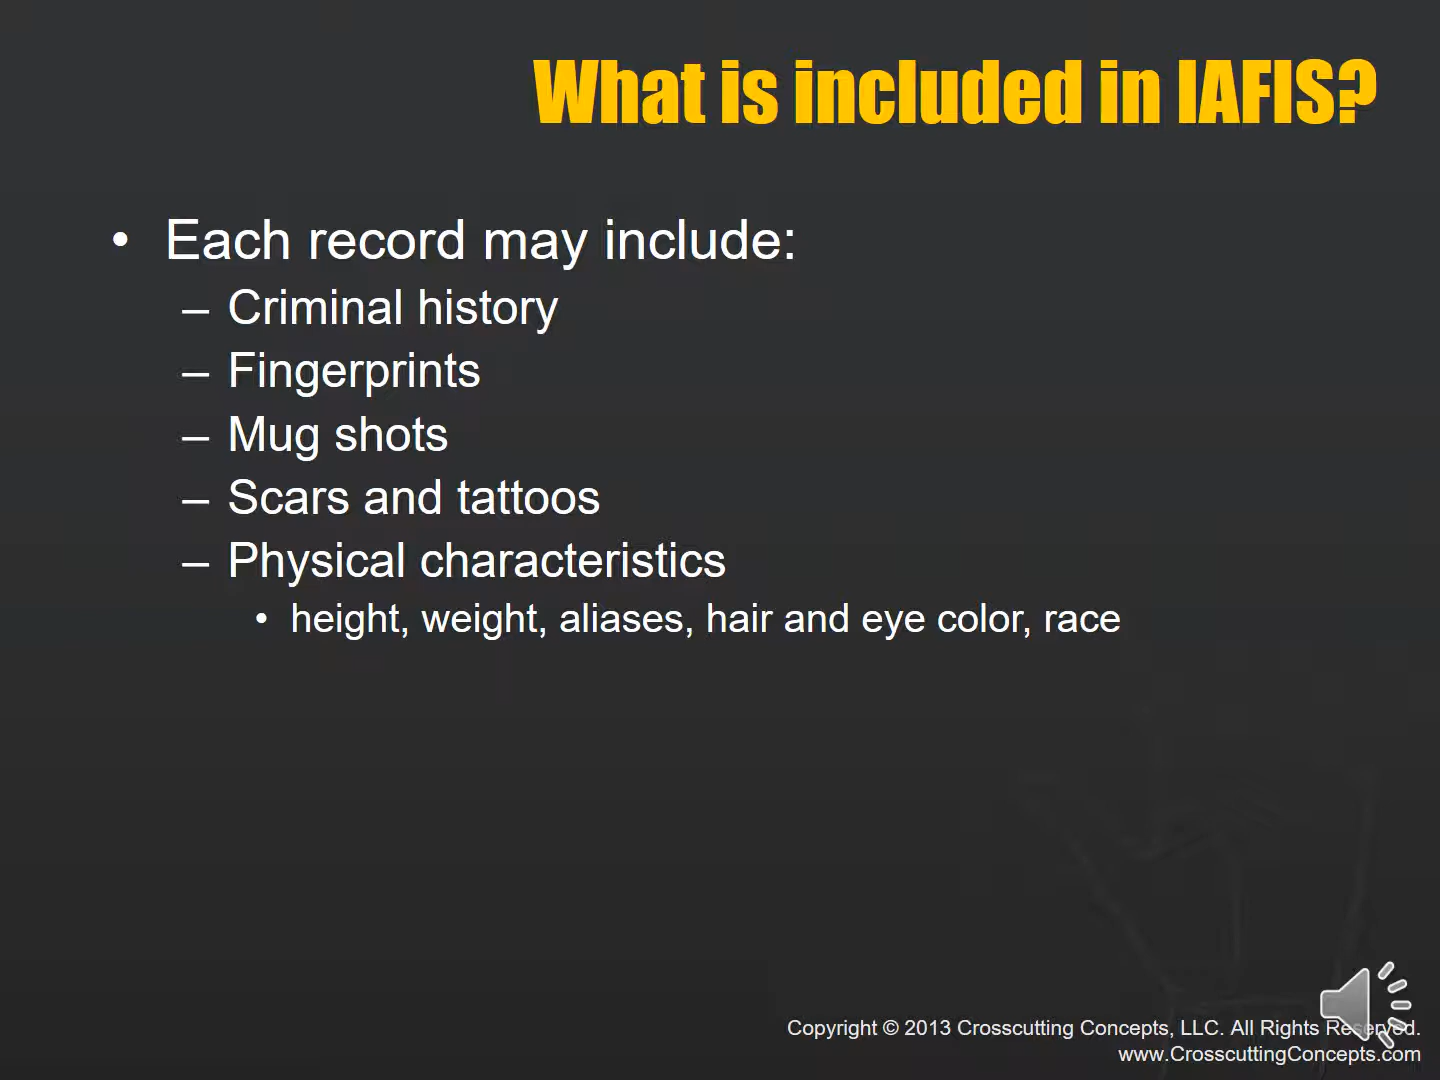 What is included in IAFIS?
• Each record may include:
– Criminal history
– Fingerprints
– Mug shots
– Scars and tattoos
– Physical characteristics
• height, weight, aliases, hair and eye color, race
Copyright © 2013 Crosscutting Concepts, LLC. All Rights Reserved.
www.CrosscuttingConcepts.com